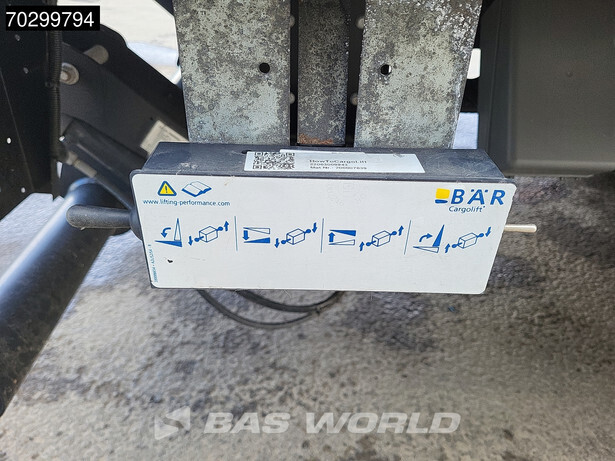 70299794
HowToCargoLift
www.lifting-performance.com
BÄR
Cargolift
BAS WORLD